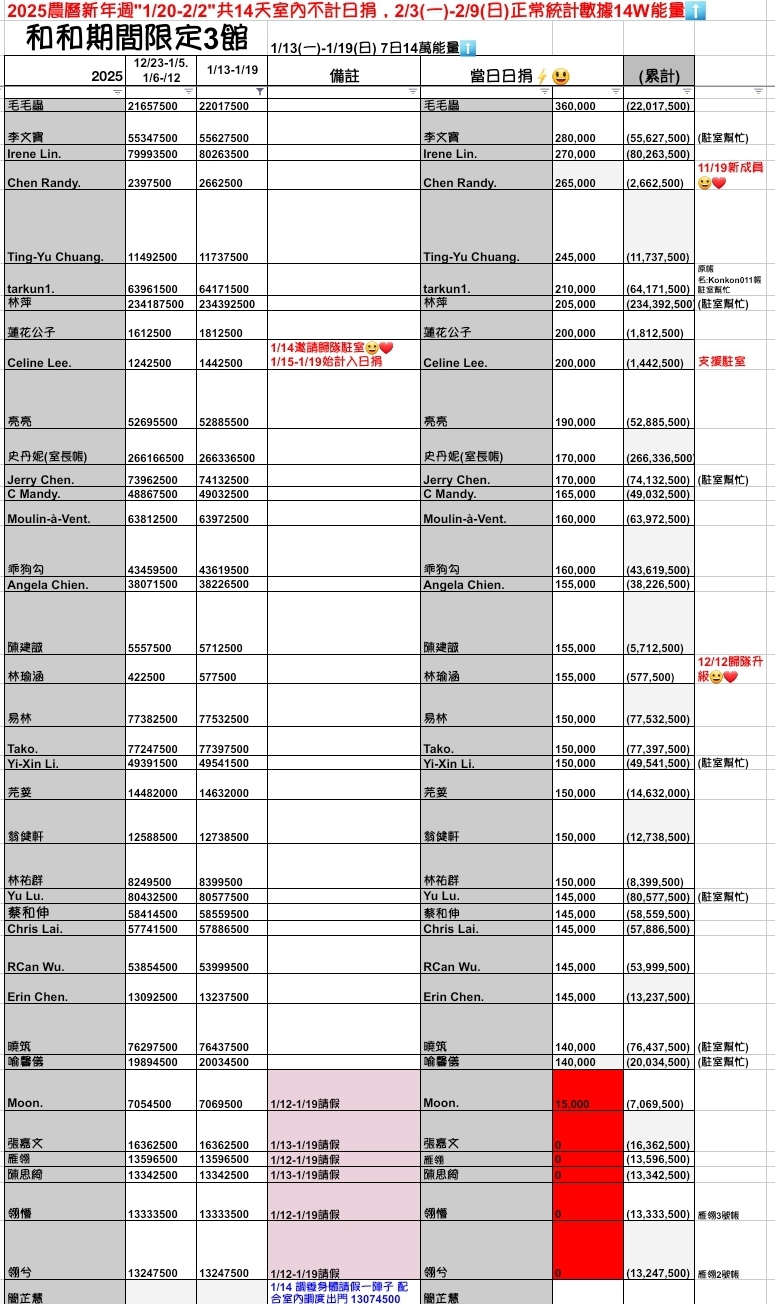 2025農曆新年週"1/20-2/2"共14天室內不計日捐，2/3(一)-2/9(日)正常統計數據14W能量⬆️
和和期間限定3館 1/13(一)-1/19(日) 7日14萬能量⬆️
2025 12/23-1/5. 1/6-/12 1/13-1/19 備註 當日日捐⚡😃 (累計)
毛毛蟲 21657500 22017500 毛毛蟲 360,000 (22,017,500)
李文寶 55347500 55627500 李文寶 280,000 (55,627,500) (駐室幫忙)
Irene Lin. 79993500 80263500 Irene Lin. 270,000 (80,263,500)
Chen Randy. 2397500 2662500 Chen Randy. 265,000 (2,662,500) 11/19新成員😀❤️
Ting-Yu Chuang. 11492500 11737500 Ting-Yu Chuang. 245,000 (11,737,500)
tarkun1. 63961500 64171500 tarkun1. 210,000 (64,171,500) 原帳名:Konkon011帳 駐室幫忙
林萍 234187500 234392500 林萍 205,000 (234,392,500 (駐室幫忙)
蓮花公子 1612500 1812500 蓮花公子 200,000 (1,812,500)
Celine Lee. 1242500 1442500 1/14邀請歸隊駐室😀❤️ 1/15-1/19始計入日捐 Celine Lee. 200,000 (1,442,500) 支援駐室
亮亮 52695500 52885500 亮亮 190,000 (52,885,500)
史丹妮(室長帳) 266166500 266336500 史丹妮(室長帳) 170,000 (266,336,500
Jerry Chen. 73962500 74132500 Jerry Chen. 170,000 (74,132,500) (駐室幫忙)
C Mandy. 48867500 49032500 C Mandy. 165,000 (49,032,500)
Moulin-à-Vent. 63812500 63972500 Moulin-à-Vent. 160,000 (63,972,500)
乖狗勾 43459500 43619500 乖狗勾 160,000 (43,619,500)
Angela Chien. 38071500 38226500 Angela Chien. 155,000 (38,226,500)
陳建誠 5557500 5712500 陳建誠 155,000 (5,712,500)
林瑜涵 422500 577500 林瑜涵 155,000 (577,500) 12/12歸隊升級😀❤️
易林 77382500 77532500 易林 150,000 (77,532,500)
Tako. 77247500 77397500 Tako. 150,000 (77,397,500)
Yi-Xin Li. 49391500 49541500 Yi-Xin Li. 150,000 (49,541,500) (駐室幫忙)
芫荽 14482000 14632000 芫荽 150,000 (14,632,000)
翁健軒 12588500 12738500 翁健軒 150,000 (12,738,500)
林祐群 8249500 8399500 林祐群 150,000 (8,399,500)
Yu Lu. 80432500 80577500 Yu Lu. 145,000 (80,577,500) (駐室幫忙)
蔡和伸 58414500 58559500 蔡和伸 145,000 (58,559,500)
Chris Lai. 57741500 57886500 Chris Lai. 145,000 (57,886,500)
RCan Wu. 53854500 53999500 RCan Wu. 145,000 (53,999,500)
Erin Chen. 13092500 13237500 Erin Chen. 145,000 (13,237,500)
曉筑 76297500 76437500 曉筑 140,000 (76,437,500) (駐室幫忙)
喻馨儀 19894500 20034500 喻馨儀 140,000 (20,034,500) (駐室幫忙)
Moon. 7054500 7069500 1/12-1/19請假 Moon. 15,000 (7,069,500)
張嘉文 16362500 16362500 1/13-1/19請假 張嘉文 0 (16,362,500)
雁翎 13596500 13596500 1/12-1/19請假 雁翎 0 (13,596,500)
陳思綺 13342500 13342500 1/13-1/19請假 陳思綺 0 (13,342,500)
翎懵 13333500 13333500 1/12-1/19請假 翎懵 0 (13,333,500) 雁翎3號帳
翎兮 13247500 13247500 1/12-1/19請假 翎兮 0 (13,247,500) 雁翎2號帳
簡芷慧 1/14 調養身體請假一陣子 配合室內調度出門 13074500 簡芷慧